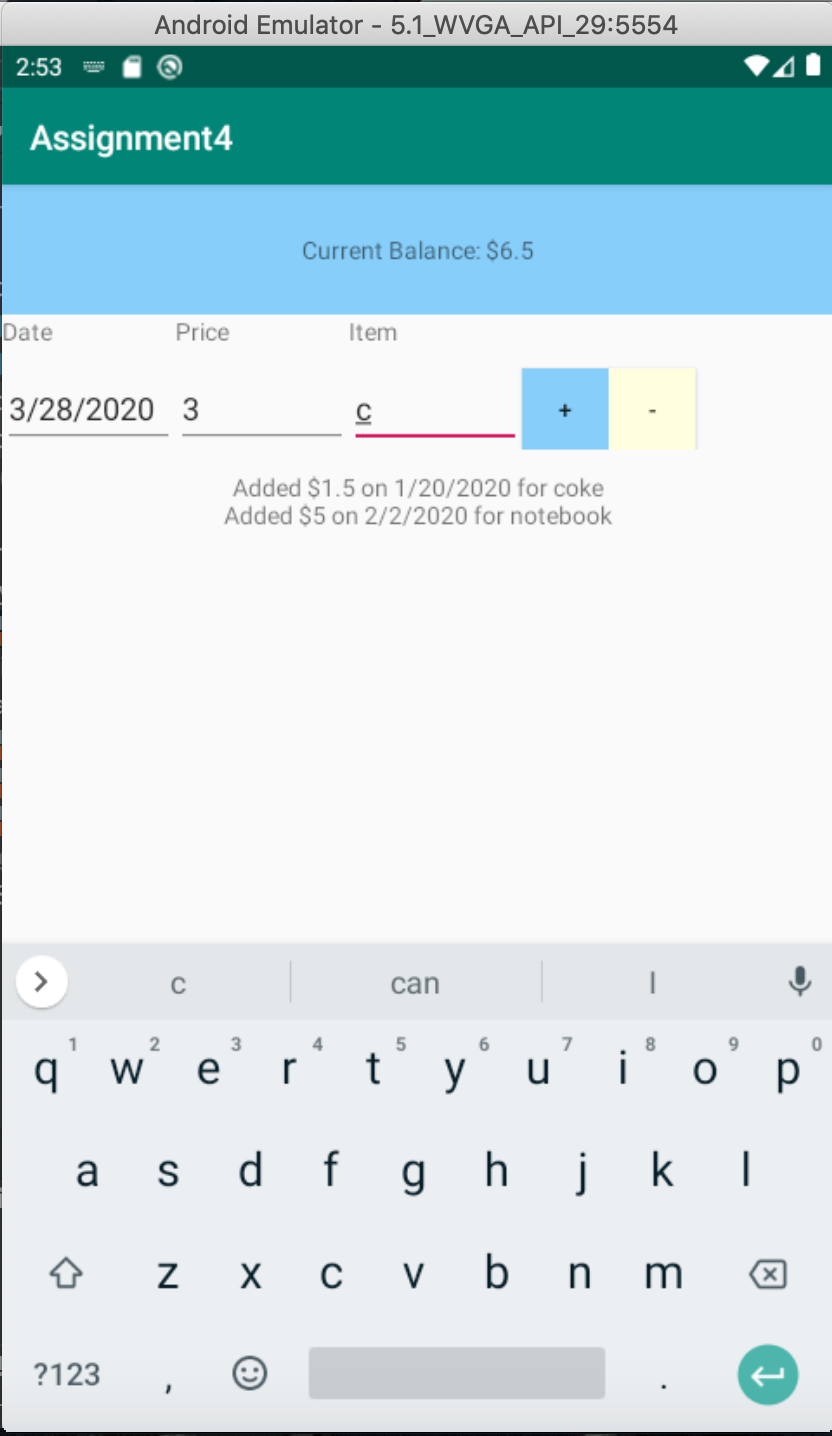 Android Emulator - 5.1_WVGA_API_29:5554
2:53
Assignment4
Current Balance: $6.5
Date Price Item
3/28/2020 3 c + -
Added $1.5 on 1/20/2020 for coke
Added $5 on 2/2/2020 for notebook
c can I
1 2 3 4 5 6 7 8 9 0
q w e r t y u i o p
a s d f g h j k l
z x c v b n m
?123 , .